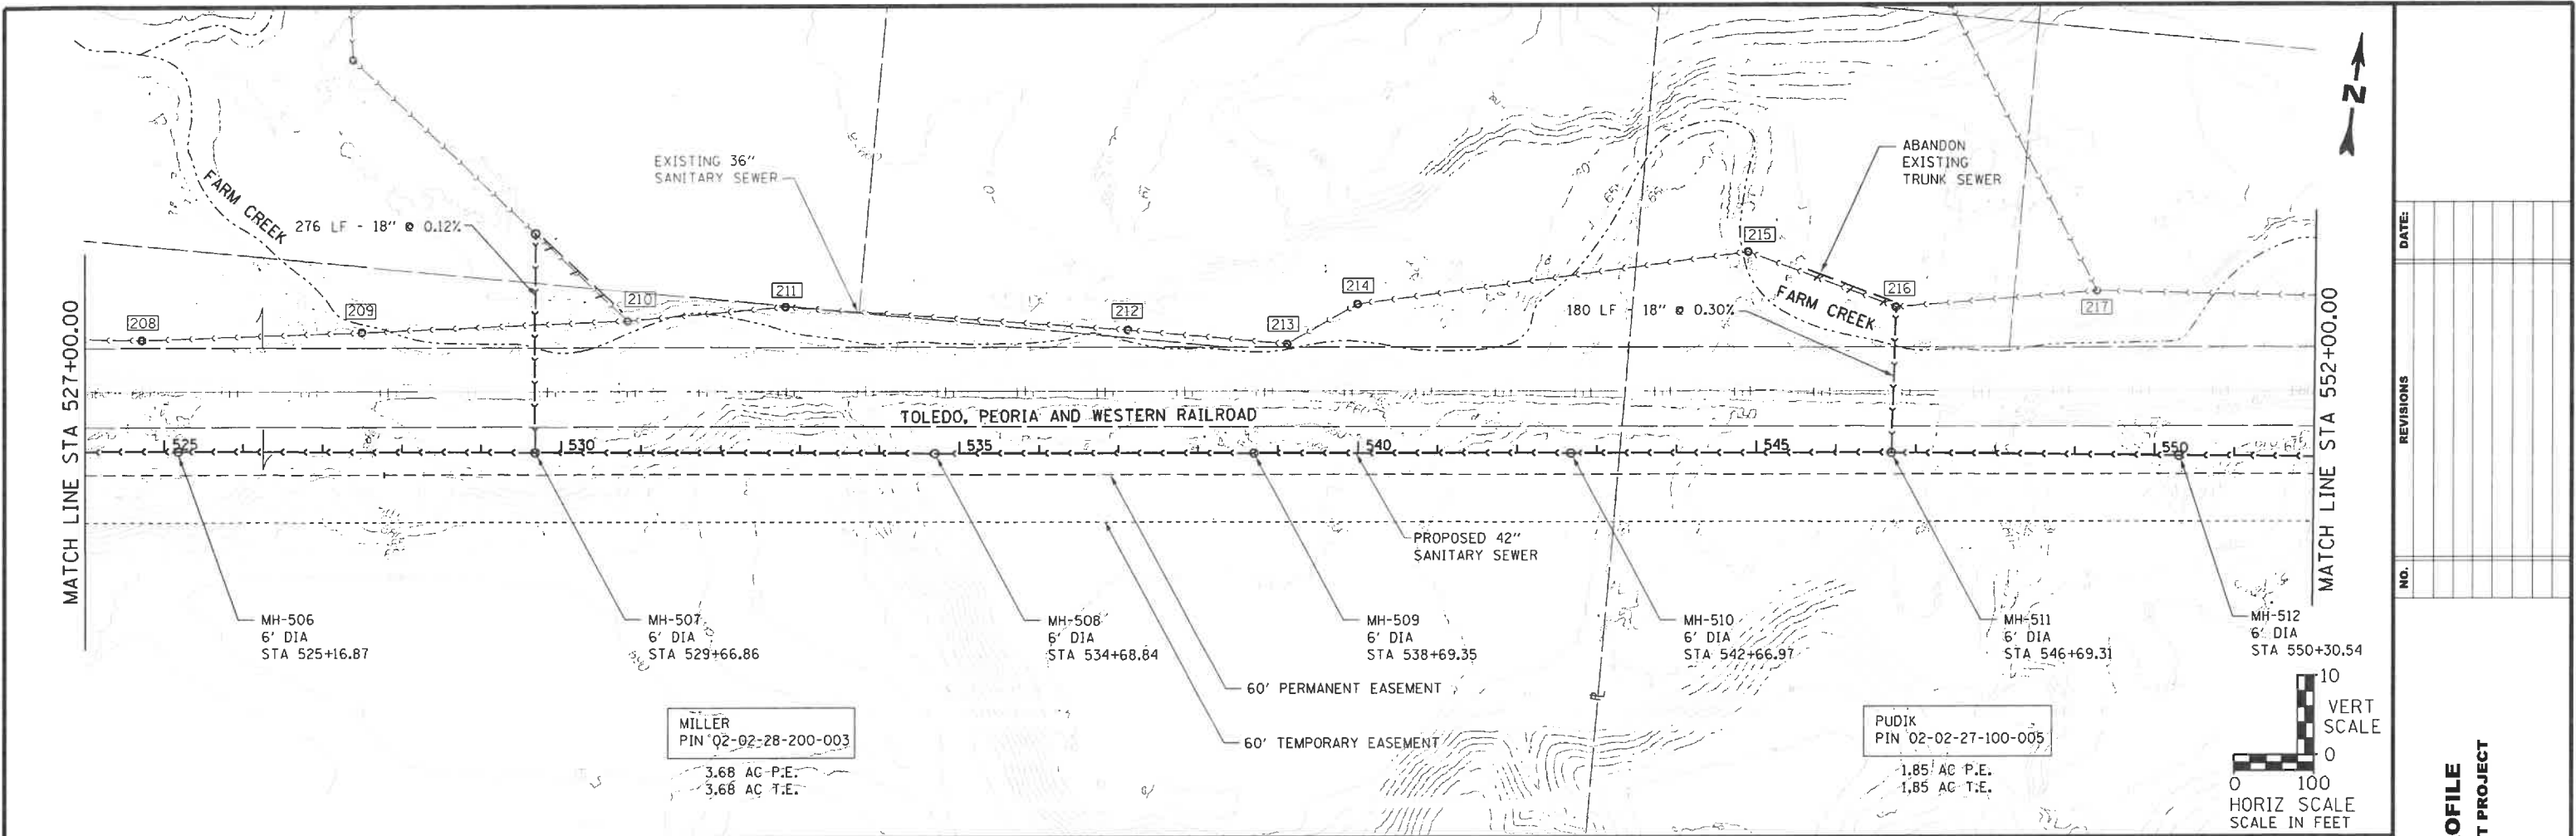 MATCH LINE STA 527+00.00
FARM CREEK
276 LF - 18" @ 0.12%
EXISTING 36"
SANITARY SEWER
ABANDON
EXISTING
TRUNK SEWER
N
208
209
210
211
212
213
214
215
216
217
180 LF - 18" @ 0.30%
FARM CREEK
TOLEDO, PEORIA AND WESTERN RAILROAD
525
530
535
540
545
550
PROPOSED 42"
SANITARY SEWER
MH-506
6' DIA
STA 525+16.87
MH-507
6' DIA
STA 529+66.86
MH-508
6' DIA
STA 534+68.84
MH-509
6' DIA
STA 538+69.35
MH-510
6' DIA
STA 542+66.97
MH-511
6' DIA
STA 546+69.31
MH-512
6' DIA
STA 550+30.54
60' PERMANENT EASEMENT
60' TEMPORARY EASEMENT
MILLER
PIN 02-02-28-200-003
3.68 AC P.E.
3.68 AC T.E.
PUDIK
PIN 02-02-27-100-005
1.85 AC P.E.
1.85 AC T.E.
MATCH LINE STA 552+00.00
10
VERT
SCALE
0
0 100
HORIZ SCALE
SCALE IN FEET
DATE:
REVISIONS
NO.
OFILE
T PROJECT